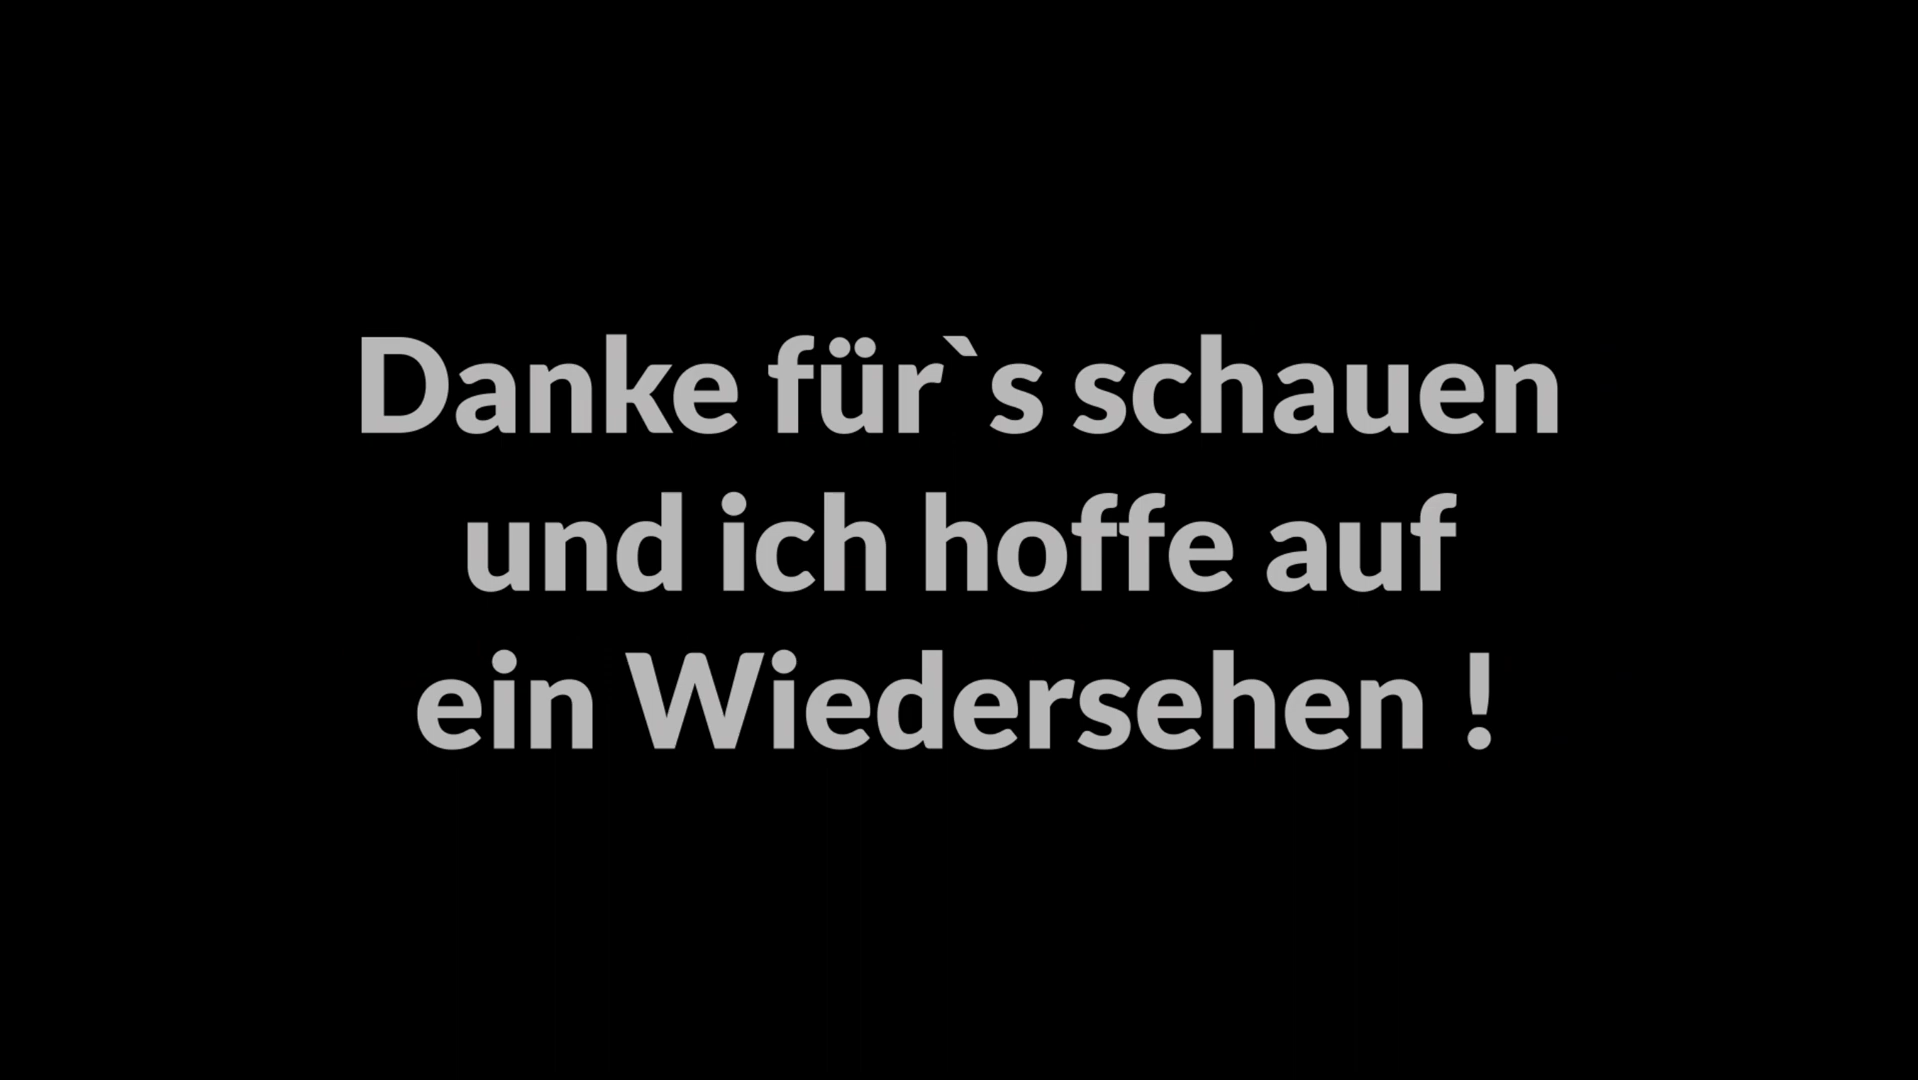 Danke für`s schauen
und ich hoffe auf
ein Wiedersehen !